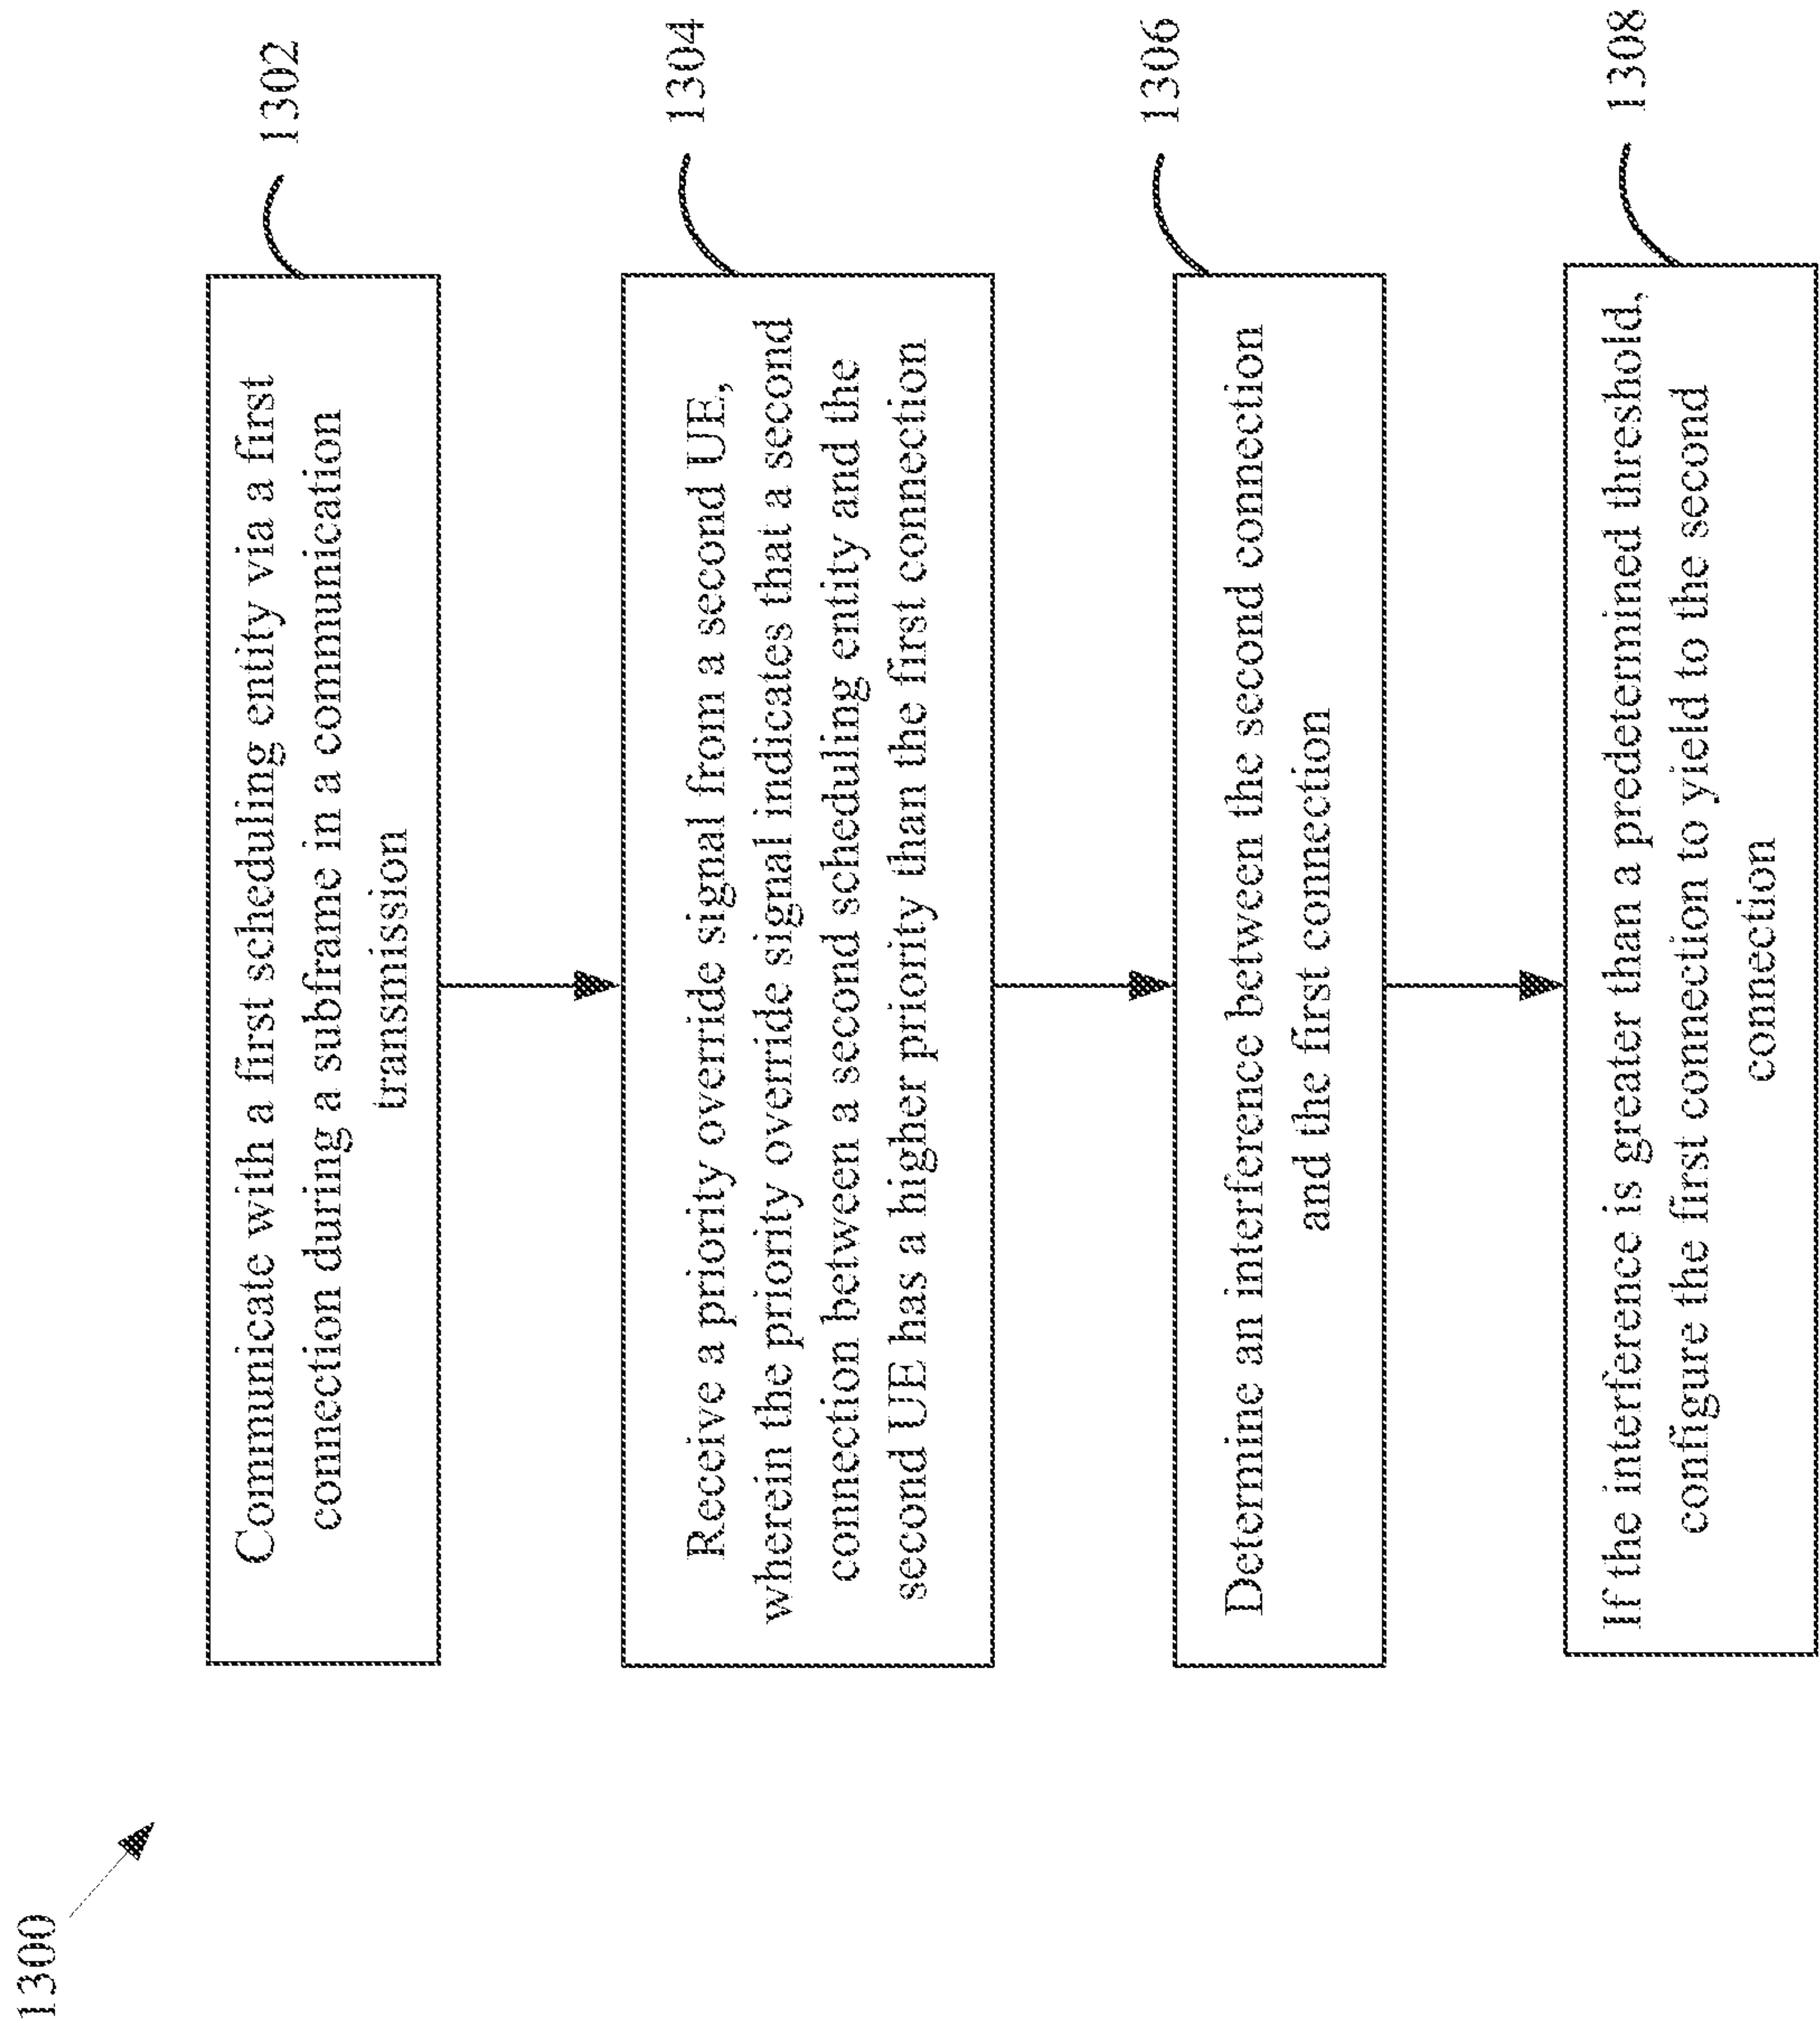 1300
Communicate with a first scheduling entity via a first
connection during a subframe in a communication
transmission
1302
Receive a priority override signal from a second UE,
wherein the priority override signal indicates that a second
connection between a second scheduling entity and the
second UE has a higher priority than the first connection
1304
Determine an interference between the second connection
and the first connection
1306
If the interference is greater than a predetermined threshold,
configure the first connection to yield to the second
connection
1308